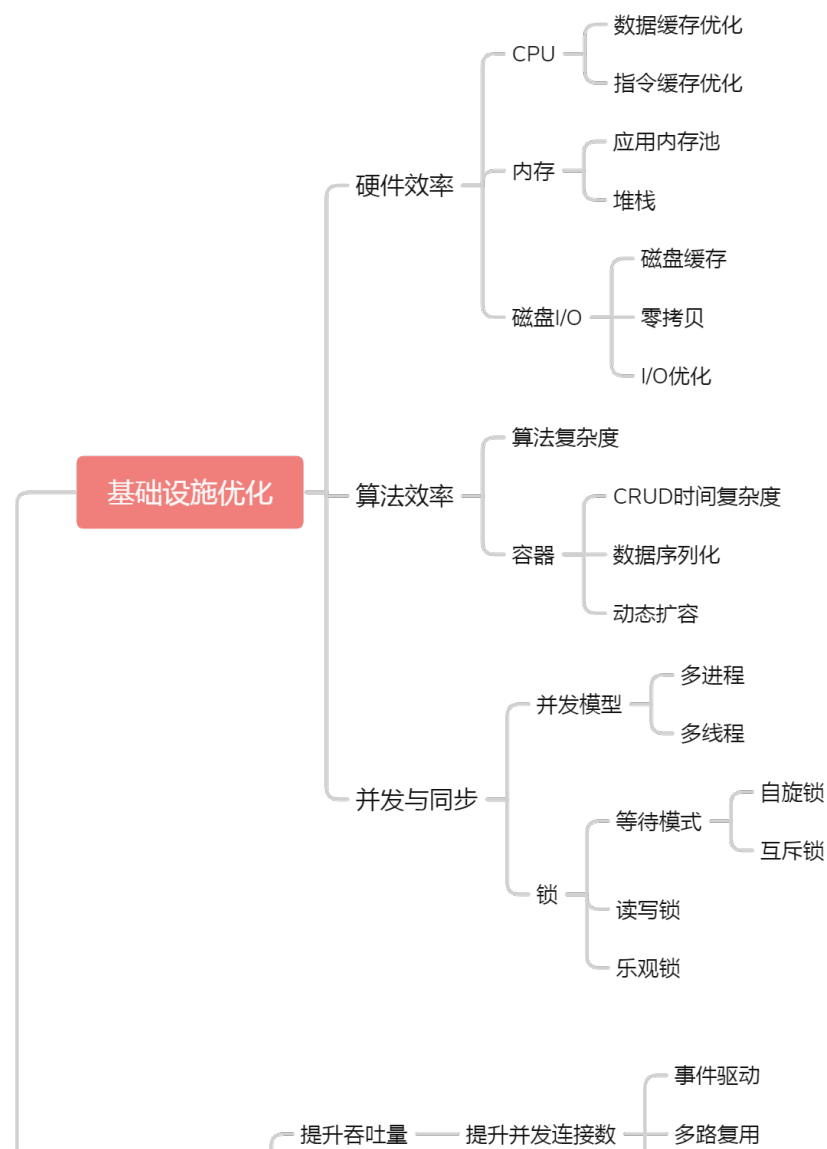 数据缓存优化
CPU
指令缓存优化
应用内存池
内存
硬件效率
堆栈
磁盘缓存
磁盘I/O
零拷贝
I/O优化
算法复杂度
基础设施优化
算法效率
CRUD时间复杂度
容器
数据序列化
动态扩容
多进程
并发模型
多线程
并发与同步
自旋锁
等待模式
互斥锁
锁
读写锁
乐观锁
事件驱动
提升吞吐量
提升并发连接数
多路复用